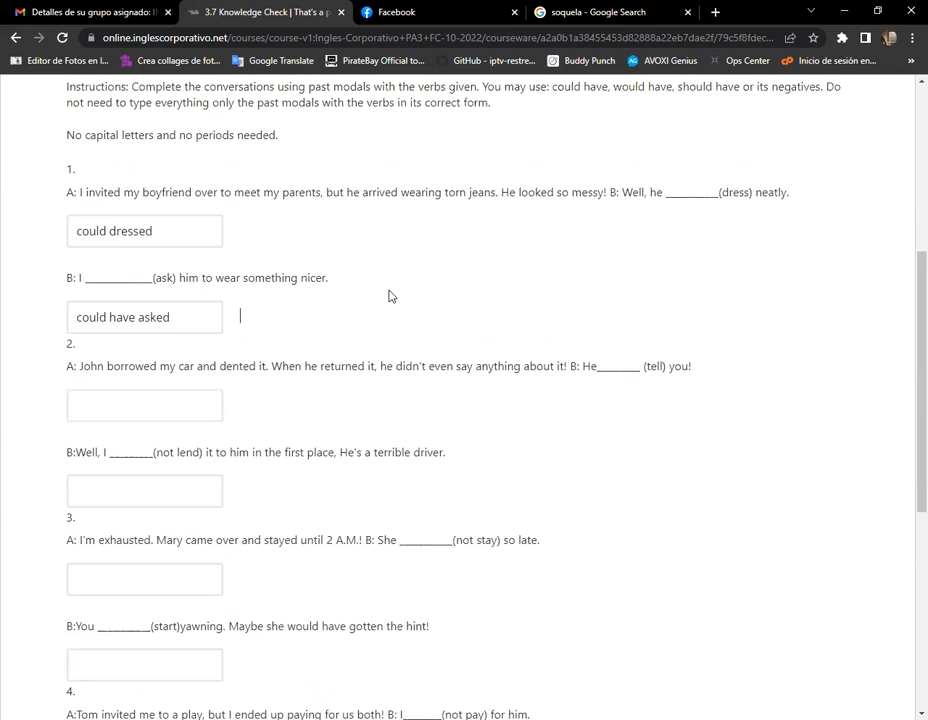 Detalles de su grupo asignado: IN
3.7 Knowledge Check | That's a p
Facebook
soquela - Google Search
online.inglescorporativo.net/courses/course-v1:Ingles-Corporativo+PA3+FC-10-2022/courseware/a2a0b1a38455453d82888a22eb7dae2f/79c5f8fdec...
Editor de Fotos en l...
Crea collages de fot...
Google Translate
PirateBay Official to...
GitHub - iptv-restre...
Buddy Punch
AVOXI Genius
Ops Center
Inicio de sesión en...
»
Instructions: Complete the conversations using past modals with the verbs given. You may use: could have, would have, should have or its negatives. Do
not need to type everything only the past modals with the verbs in its correct form.
No capital letters and no periods needed.
1.
A: I invited my boyfriend over to meet my parents, but he arrived wearing torn jeans. He looked so messy! B: Well, he __________(dress) neatly.
could dressed
B: I _____________(ask) him to wear something nicer.
could have asked
2.
A: John borrowed my car and dented it. When he returned it, he didn't even say anything about it! B: He________ (tell) you!
B:Well, I ________(not lend) it to him in the first place, He's a terrible driver.
3.
A: I'm exhausted. Mary came over and stayed until 2 A.M.! B: She __________(not stay) so late.
B:You __________(start)yawning. Maybe she would have gotten the hint!
4.
A:Tom invited me to a play, but I ended up paying for us both! B: I_______(not pay) for him.